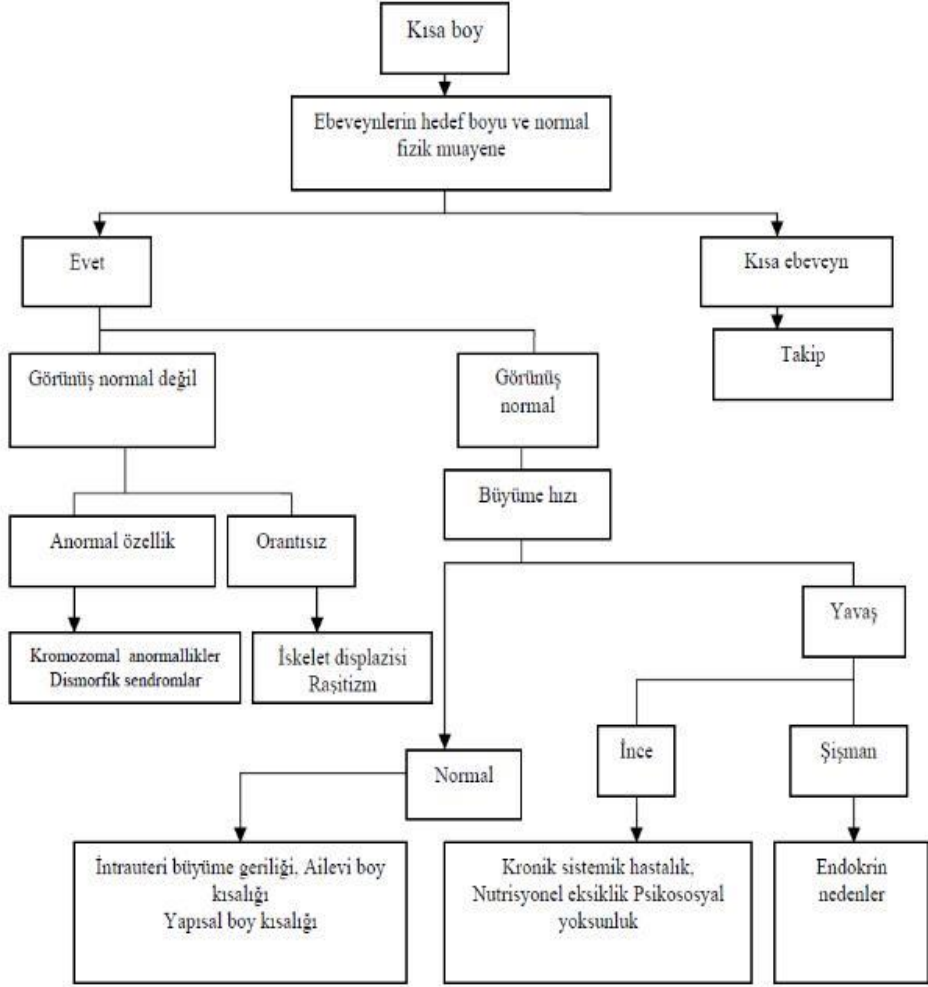 Kısa boy
Ebeveynlerin hedef boyu ve normal
fizik muayene
Evet
Kısa ebeveyn
Takip
Görünüş normal değil
Görünüş
normal
Büyüme hızı
Anormal özellik
Orantısız
Yavaş
Kromozomal anormallikler
Dismorfik sendromlar
İskelet displazisi
Raşitizm
Normal
İnce
Şişman
İntrauteri büyüme geriliği, Ailevi boy
kısalığı
Yapısal boy kısalığı
Kronik sistemik hastalık,
Nutrisyonel eksiklik Psikososyal
yoksunluk
Endokrin
nedenler